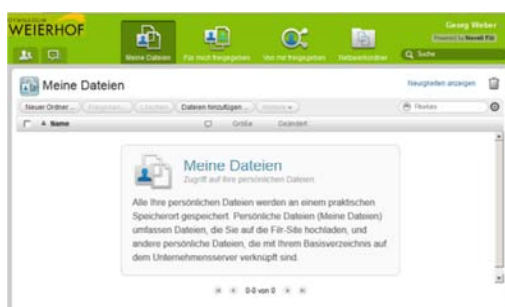 GYMNASIUM
WEIERHOF
Georg Weber
Powered by Novell Filr
Meine Dateien
Für mich freigegeben
Von mir freigegeben
Netzwerkordner
Suche
Meine Dateien
Neuigkeiten anzeigen
Neuer Ordner ...
Freigeben...
Löschen
Dateien hinzufügen ...
Weitere
Filterliste
Name
Größe
Geändert
Meine Dateien
Zugriff auf Ihre persönlichen Dateien
Alle Ihre persönlichen Dateien werden an einem praktischen
Speicherort gespeichert. Persönliche Dateien (Meine Dateien)
umfassen Dateien, die Sie auf die Filr-Site hochladen, und
andere persönliche Dateien, die mit Ihrem Basisverzeichnis auf
dem Unternehmensserver verknüpft sind.
0-0 von 0